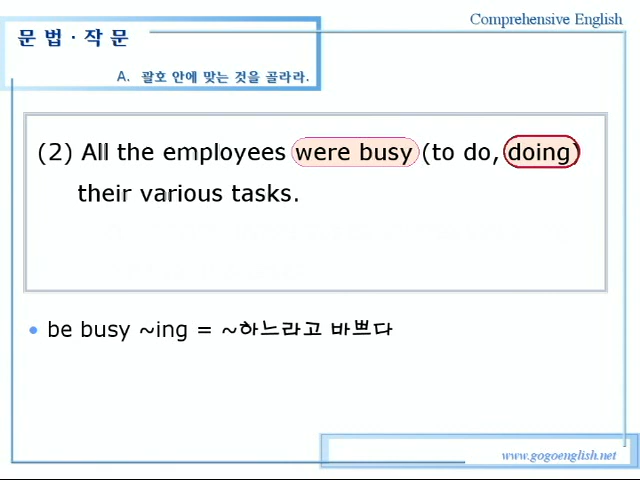 Comprehensive English
문 법 · 작 문
A. 괄호 안에 맞는 것을 골라라.
(2) All the employees were busy (to do, doing)
their various tasks.
• be busy ~ing = ~하느라고 바쁘다
www.gogoenglish.net